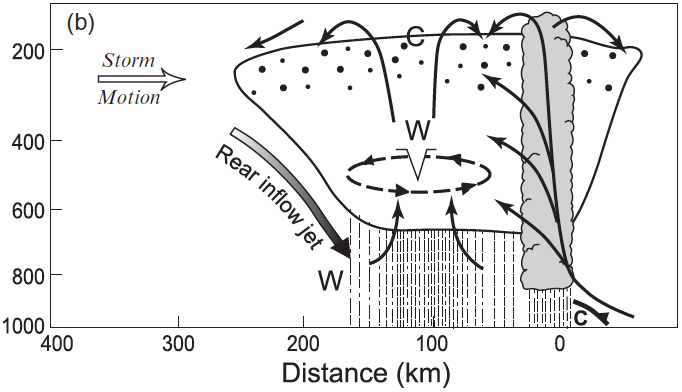 (b)
200
400
600
800
1000
Storm
Motion
C
W
Rear inflow jet
W
C
400
300
200
100
0
Distance (km)